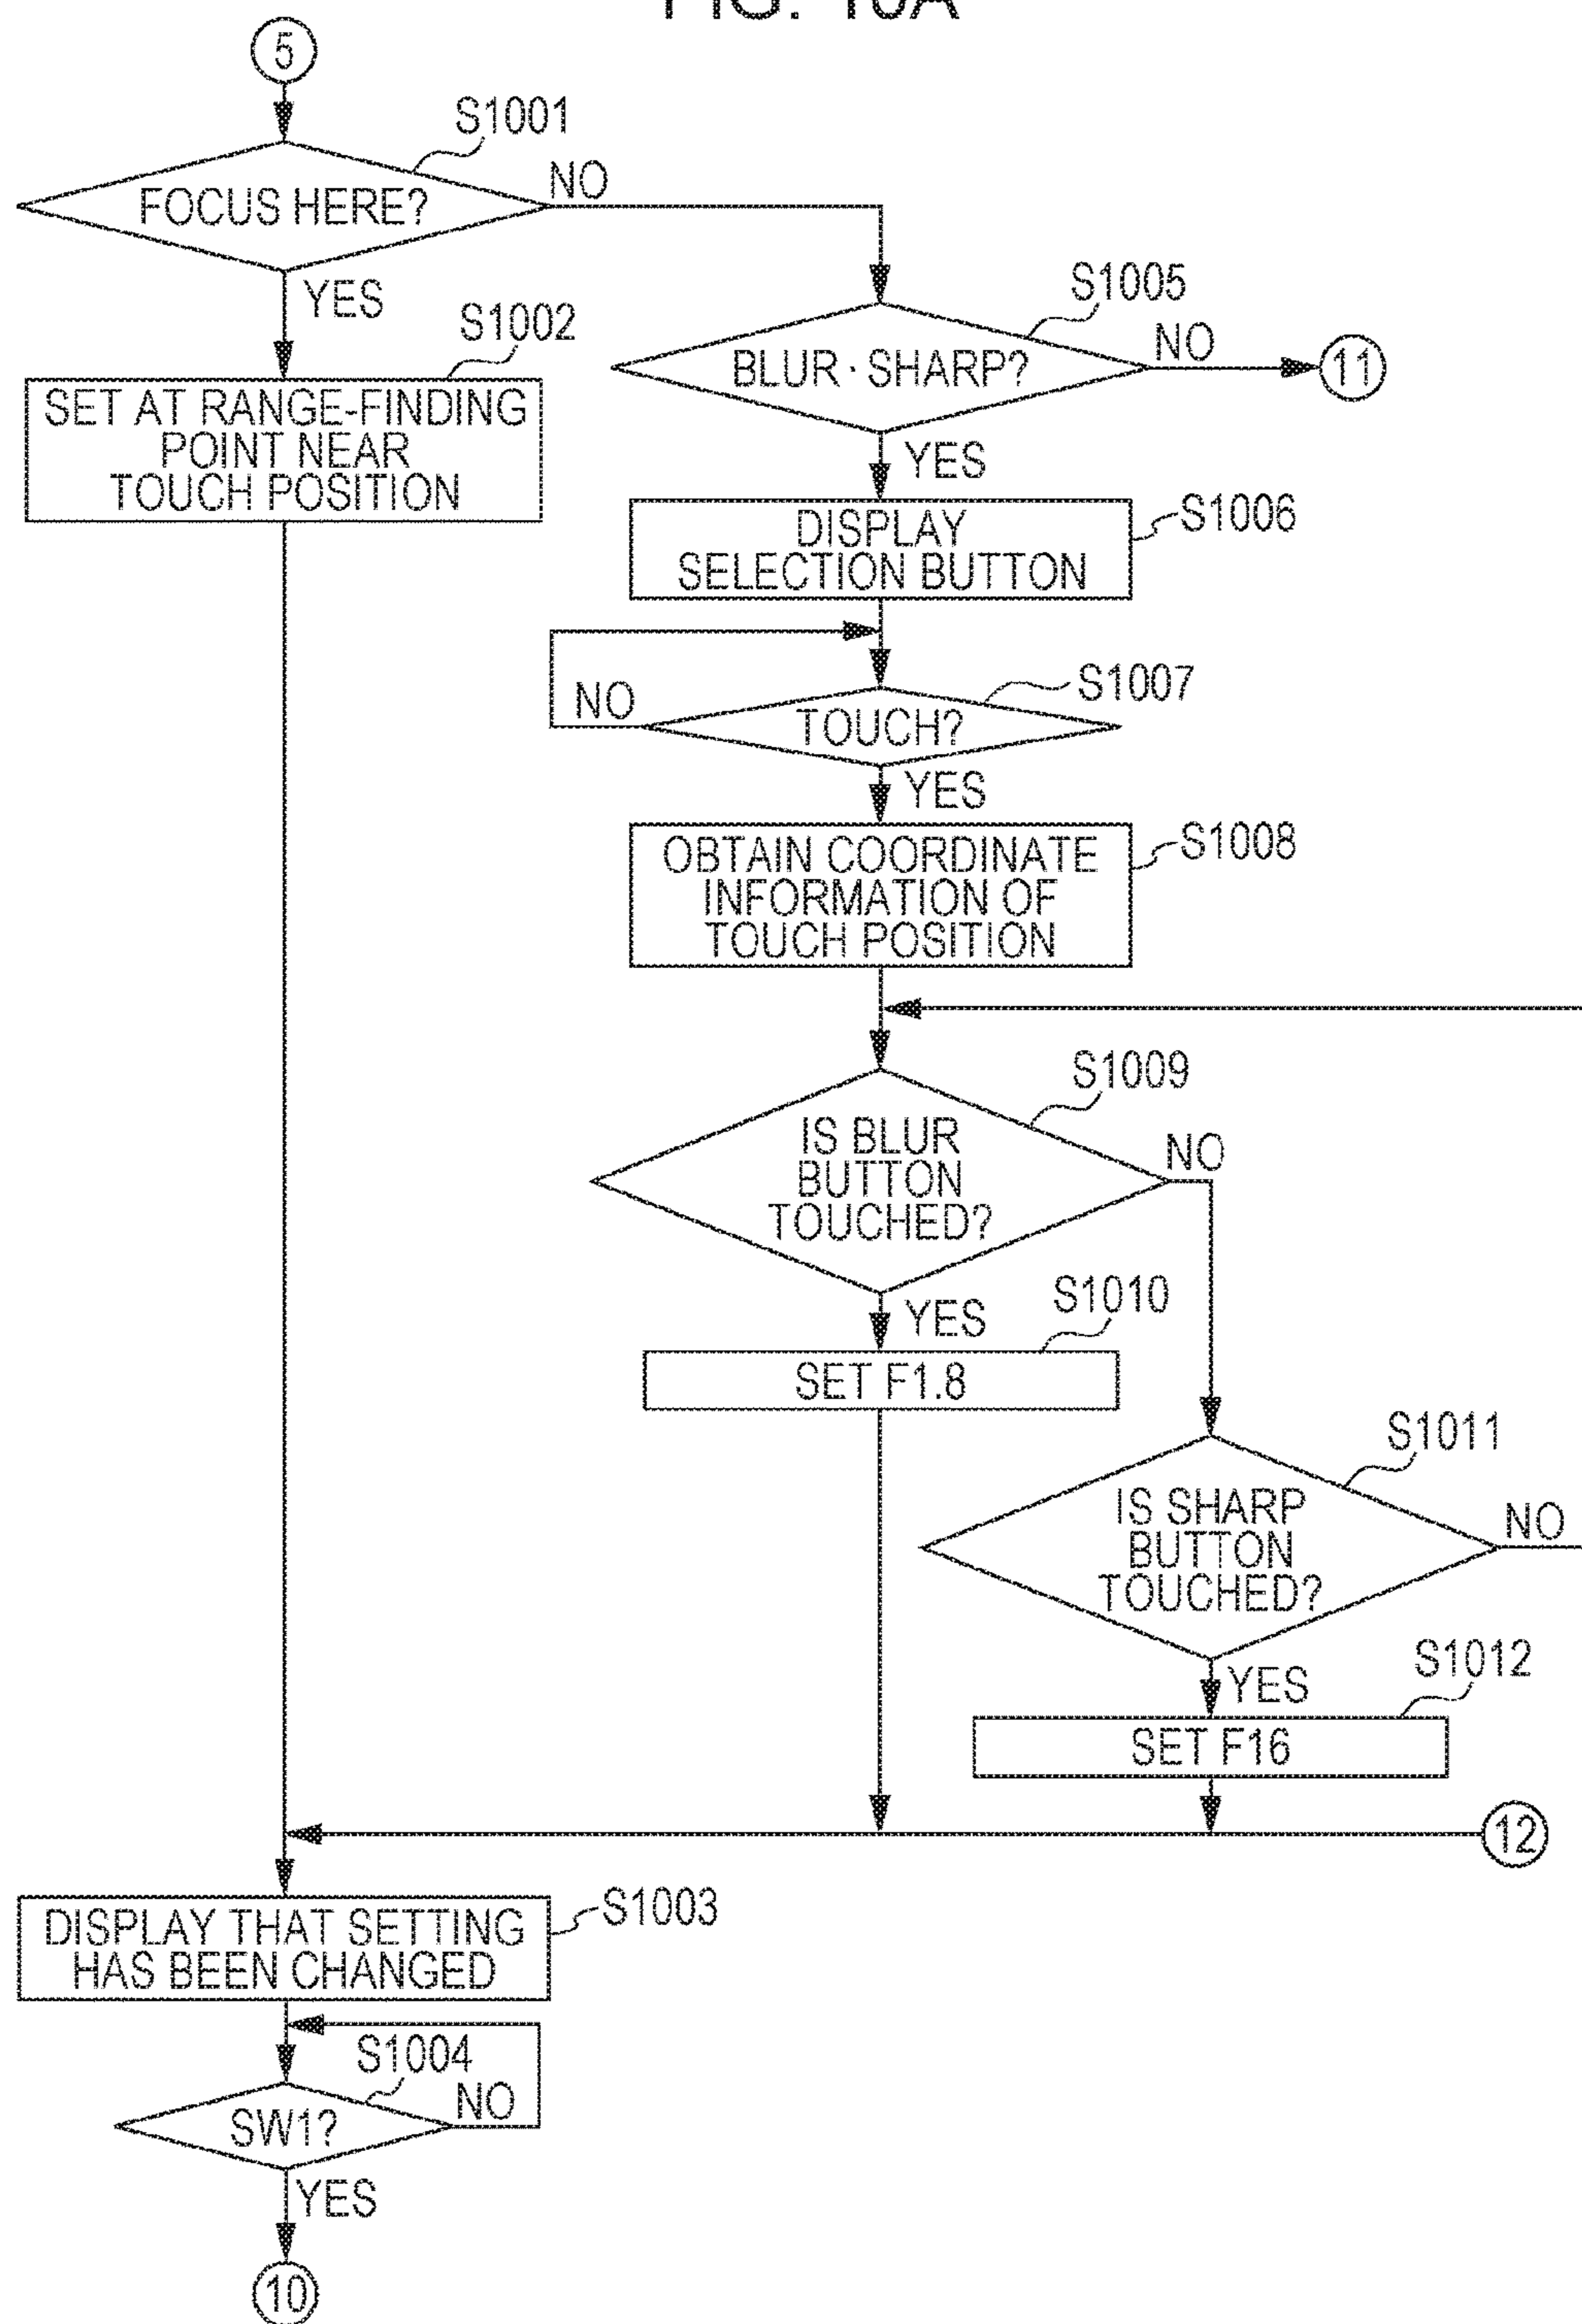 FIG. 10A
5
S1001
FOCUS HERE?
NO
YES
S1002
SET AT RANGE-FINDING
POINT NEAR
TOUCH POSITION
S1005
BLUR · SHARP?
NO
11
YES
S1006
DISPLAY
SELECTION BUTTON
S1007
TOUCH?
NO
YES
S1008
OBTAIN COORDINATE
INFORMATION OF
TOUCH POSITION
S1009
IS BLUR
BUTTON
TOUCHED?
NO
YES
S1010
SET F1.8
S1011
IS SHARP
BUTTON
TOUCHED?
NO
YES
S1012
SET F16
12
S1003
DISPLAY THAT SETTING
HAS BEEN CHANGED
S1004
SW1?
NO
YES
10